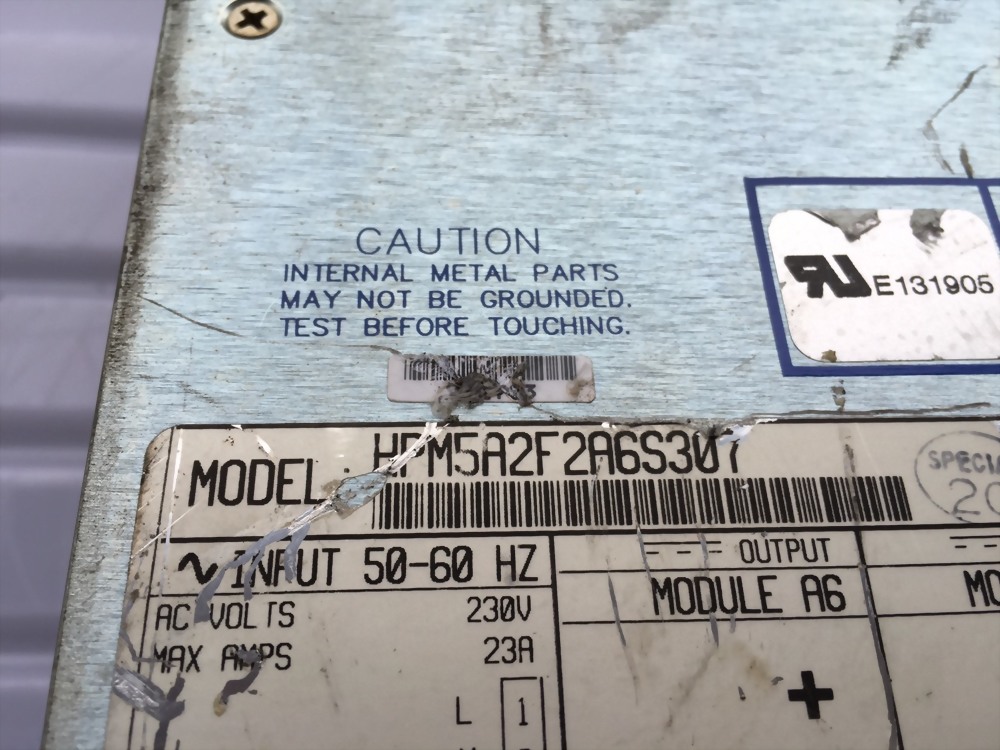 CAUTION
INTERNAL METAL PARTS
MAY NOT BE GROUNDED.
TEST BEFORE TOUCHING.
E131905
MODEL HPM5A2F2A6S307
INPUT 50-60 HZ
AC VOLTS 230V
MAX AMPS 23A
L 1
OUTPUT
MODULE A6
+